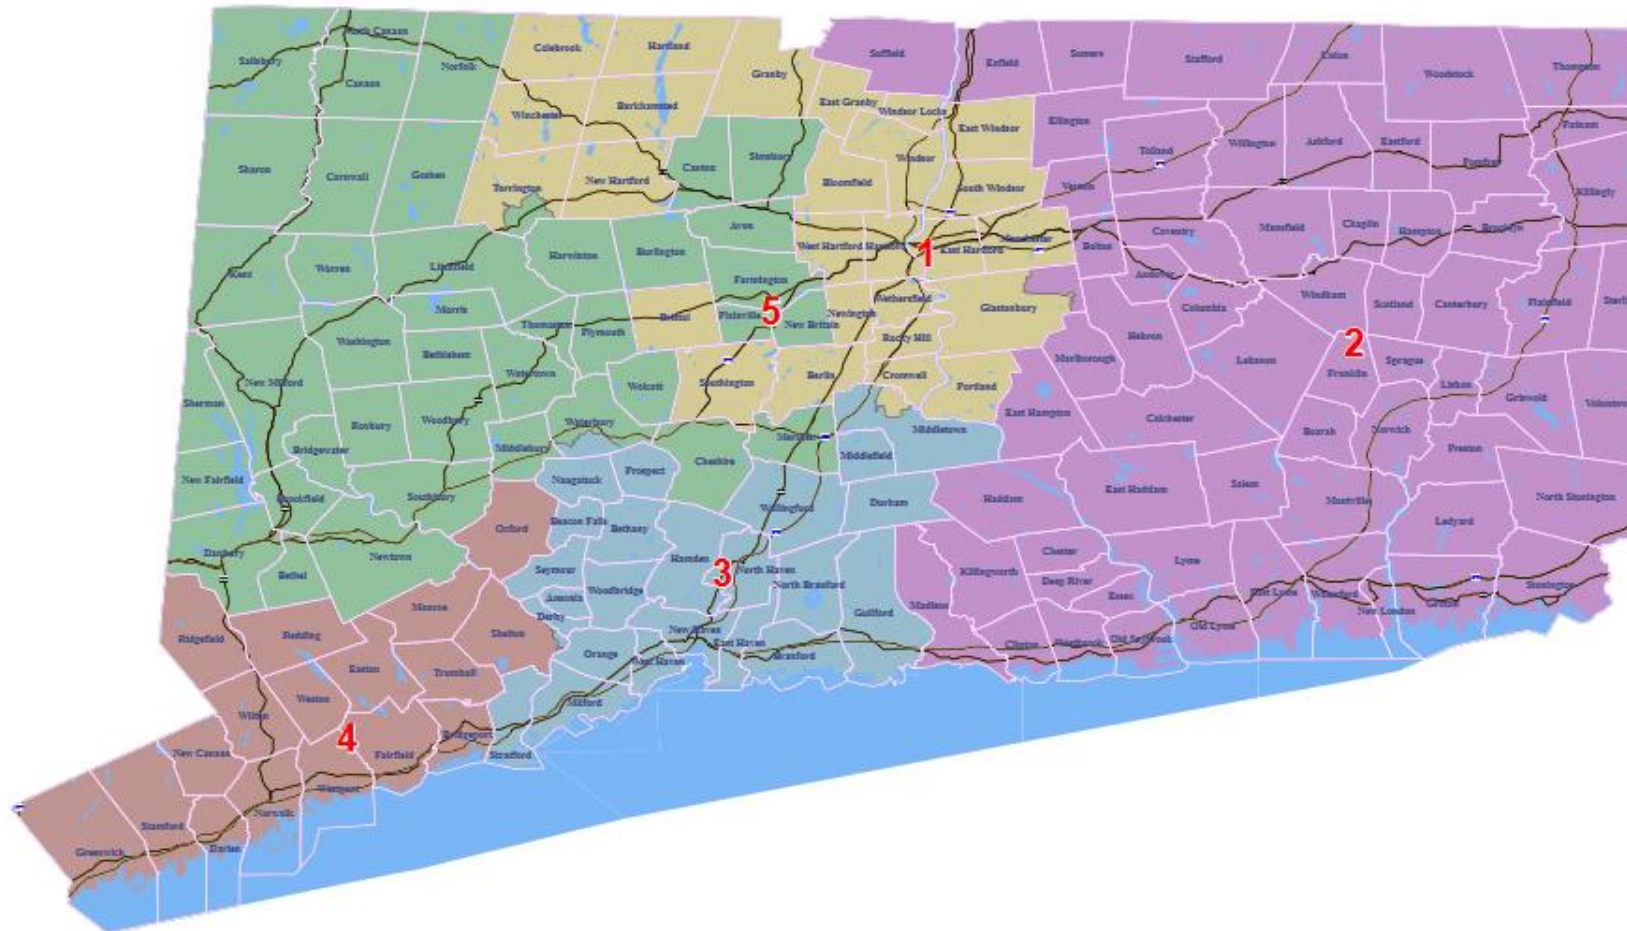 North Canaan
Salisbury
Canaan
Norfolk
Colebrook
Hartland
Granby
Suffield
Enfield
Somers
Stafford
Union
Woodstock
Thompson
East Granby
Windsor Locks
Winchester
Barkhamsted
East Windsor
Ellington
Putnam
Sharon
Cornwall
Goshen
Torrington
New Hartford
Canton
Simsbury
Bloomfield
Windsor
South Windsor
Vernon
Tolland
Willington
Ashford
Eastford
Pomfret
Killingly
Kent
Warren
Litchfield
Harwinton
Burlington
Avon
West Hartford
Hartford
1
East Hartford
Manchester
Bolton
Coventry
Mansfield
Chaplin
Hampton
Brooklyn
Farmington
Andover
Morris
Thomaston
Plymouth
Bristol
Plainville
5
New Britain
Newington
Wethersfield
Glastonbury
Columbia
Windham
Scotland
Canterbury
Plainfield
Washington
Bethlehem
Watertown
Wolcott
Southington
Berlin
Rocky Hill
Cromwell
Portland
Marlborough
Hebron
Lebanon
2
Franklin
Sprague
Lisbon
Griswold
New Milford
Sherman
Roxbury
Woodbury
Bridgewater
Middlebury
Waterbury
Cheshire
Meriden
Middlefield
Middletown
East Hampton
Colchester
Bozrah
Norwich
Preston
New Fairfield
Brookfield
Southbury
Naugatuck
Prospect
Wallingford
Durham
Haddam
East Haddam
Salem
Montville
Ledyard
North Stonington
Danbury
Bethel
Newtown
Oxford
Beacon Falls
Bethany
Hamden
3
North Haven
North Branford
Guilford
Killingworth
Chester
Deep River
Essex
Lyme
East Lyme
Waterford
New London
Groton
Stonington
Seymour
Ansonia
Derby
Woodbridge
Madison
Clinton
Westbrook
Old Saybrook
Old Lyme
Ridgefield
Redding
Monroe
Shelton
Orange
New Haven
West Haven
East Haven
Branford
Easton
Trumbull
Weston
Wilton
Milford
Stratford
Bridgeport
Fairfield
4
New Canaan
Westport
Norwalk
Stamford
Darien
Greenwich